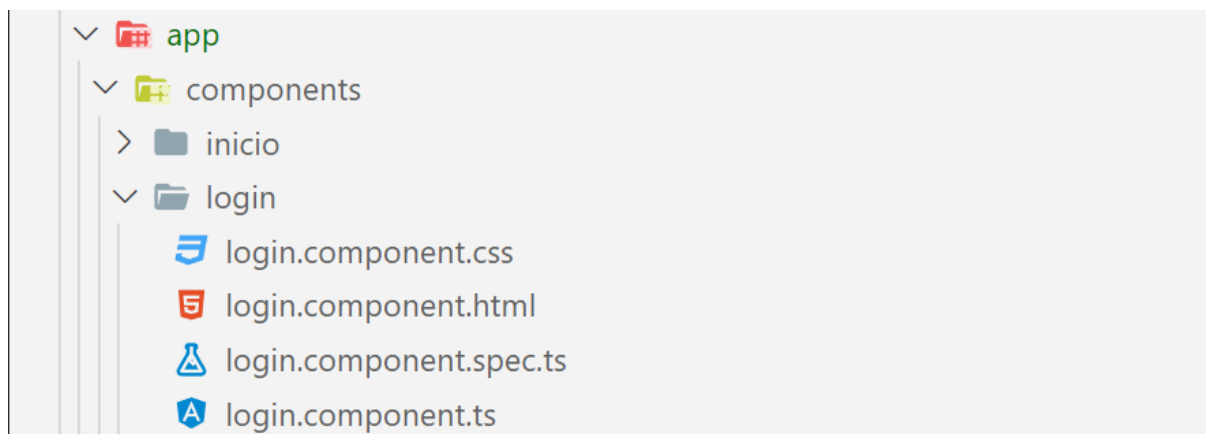 app
components
inicio
login
login.component.css
login.component.html
login.component.spec.ts
login.component.ts